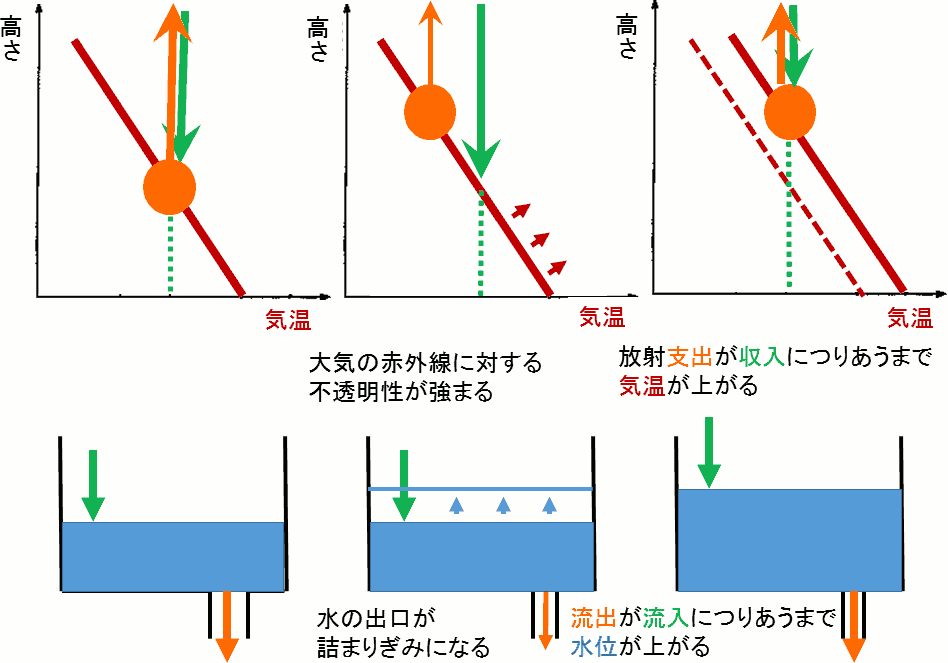 高さ
気温
高さ
気温
高さ
気温
大気の赤外線に対する
不透明性が強まる
放射支出が収入につりあうまで
気温が上がる
水の出口が
詰まりぎみになる
流出が流入につりあうまで
水位が上がる